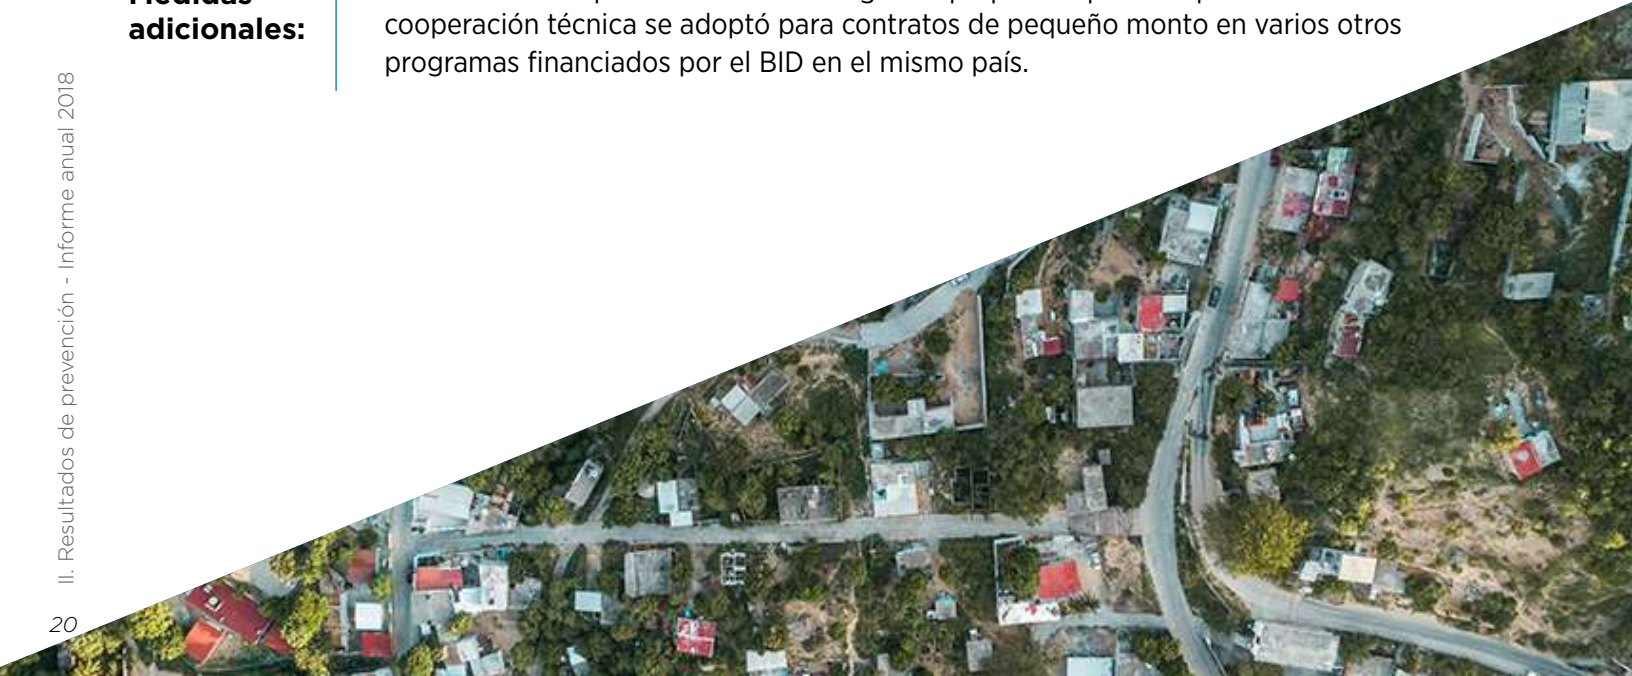 Medidas
adicionales:
cooperación técnica se adoptó para contratos de pequeño monto en varios otros
programas financiados por el BID en el mismo país.
II. Resultados de prevención - Informe anual 2018
20